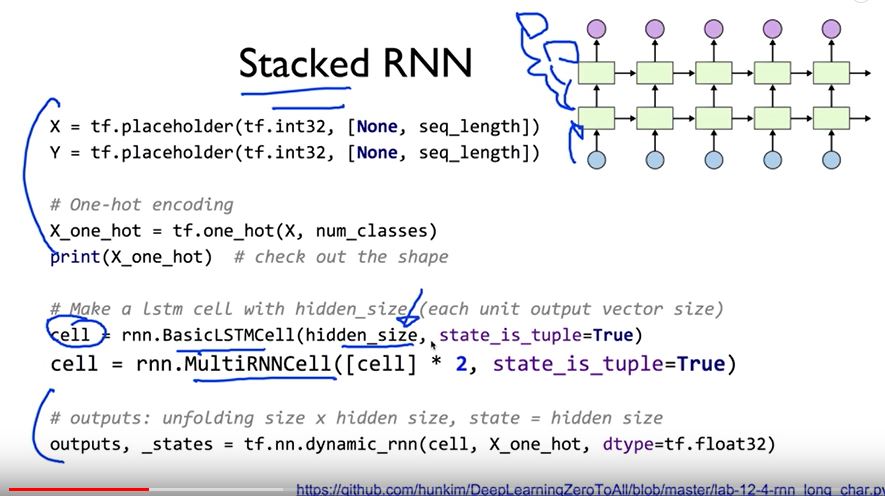 Stacked RNN
X = tf.placeholder(tf.int32, [None, seq_length])
Y = tf.placeholder(tf.int32, [None, seq_length])
# One-hot encoding
X_one_hot = tf.one_hot(X, num_classes)
print(X_one_hot)  # check out the shape
# Make a lstm cell with hidden_size (each unit output vector size)
cell = rnn.BasicLSTMCell(hidden_size, state_is_tuple=True)
cell = rnn.MultiRNNCell([cell] * 2, state_is_tuple=True)
# outputs: unfolding size x hidden size, state = hidden size
outputs, _states = tf.nn.dynamic_rnn(cell, X_one_hot, dtype=tf.float32)
https://github.com/hunkim/DeepLearningZeroToAll/blob/master/lab-12-4-rnn_long_char.py